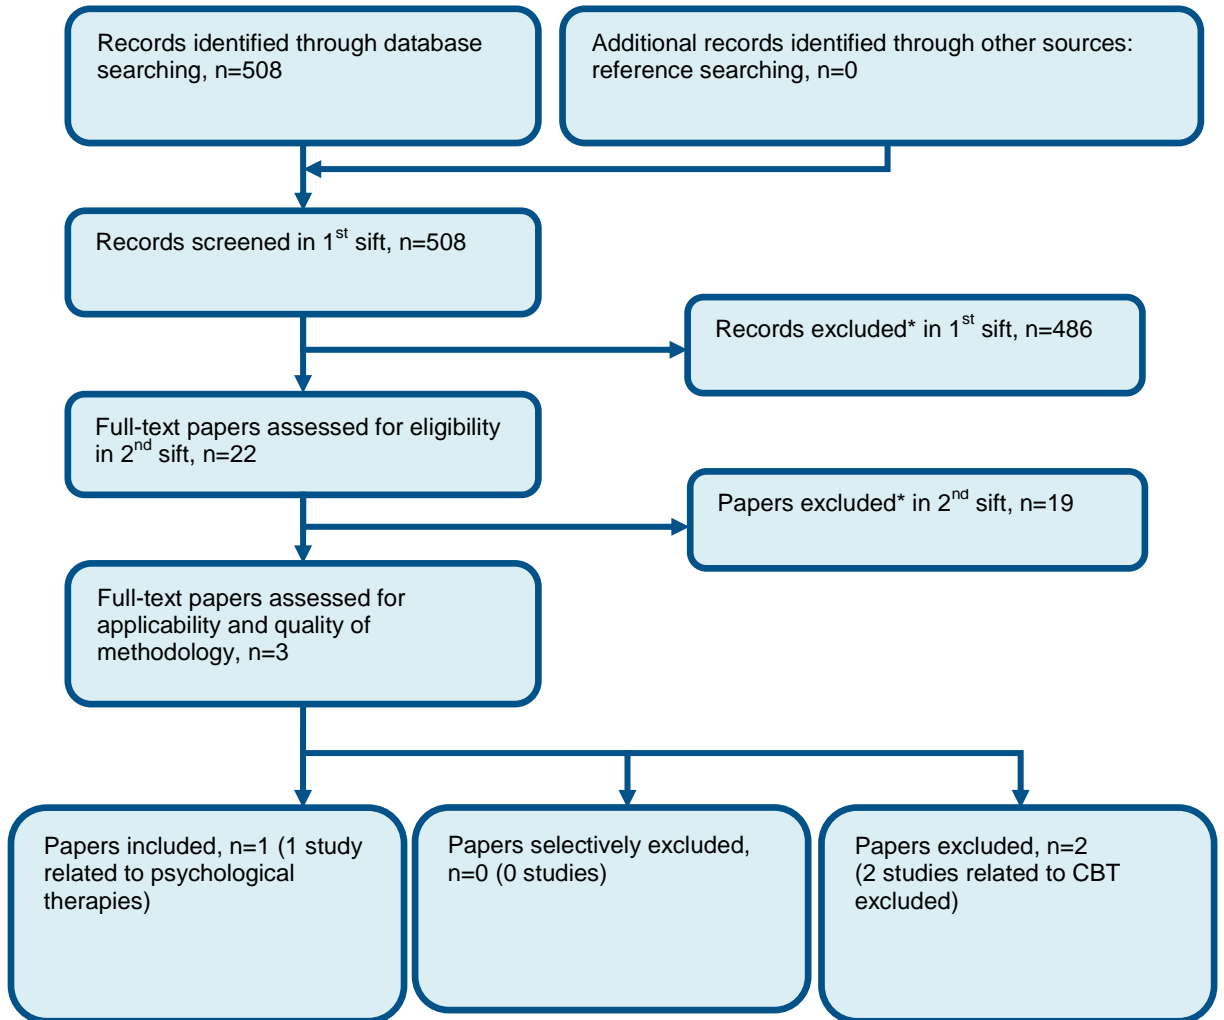 Records identified through database
searching, n=508
Additional records identified through other sources:
reference searching, n=0
Records screened in 1st sift, n=508
Records excluded* in 1st sift, n=486
Full-text papers assessed for eligibility
in 2nd sift, n=22
Papers excluded* in 2nd sift, n=19
Full-text papers assessed for
applicability and quality of
methodology, n=3
Papers included, n=1 (1 study
related to psychological
therapies)
Papers selectively excluded,
n=0 (0 studies)
Papers excluded, n=2
(2 studies related to CBT
excluded)